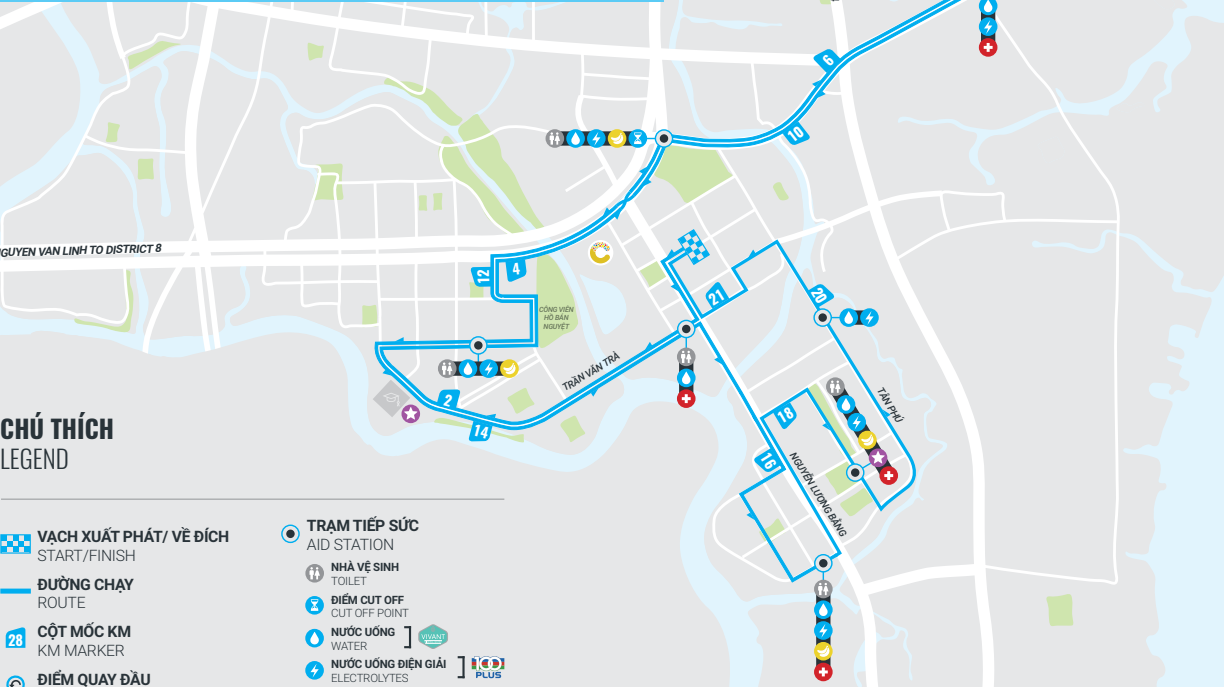 6
10
NGUYEN VAN LINH TO DISTRICT 8
12
4
CÔNG VIÊN
HỒ BÁN
NGUYỆT
21
20
TRẦN VĂN TRÀ
2
14
18
16
TÂN PHÚ
NGUYỄN LƯƠNG BẰNG
CHÚ THÍCH
LEGEND
VẠCH XUẤT PHÁT/ VỀ ĐÍCH
START/FINISH
ĐƯỜNG CHẠY
ROUTE
28
CỘT MỐC KM
KM MARKER
ĐIỂM QUAY ĐẦU
TRẠM TIẾP SỨC
AID STATION
NHÀ VỆ SINH
TOILET
ĐIỂM CUT OFF
CUT OFF POINT
NƯỚC UỐNG
WATER
VIVANT
NƯỚC UỐNG ĐIỆN GIẢI
ELECTROLYTES
100
PLUS